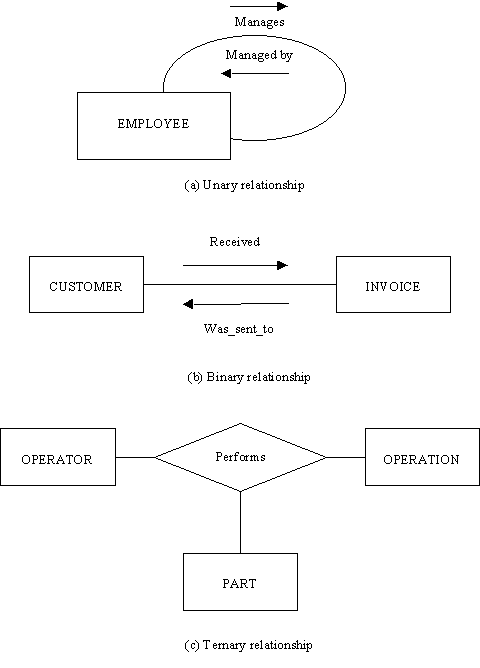 Manages
Managed by
EMPLOYEE
(a) Unary relationship
Received
CUSTOMER
INVOICE
Was_sent_to
(b) Binary relationship
OPERATOR
Performs
OPERATION
PART
(c) Ternary relationship